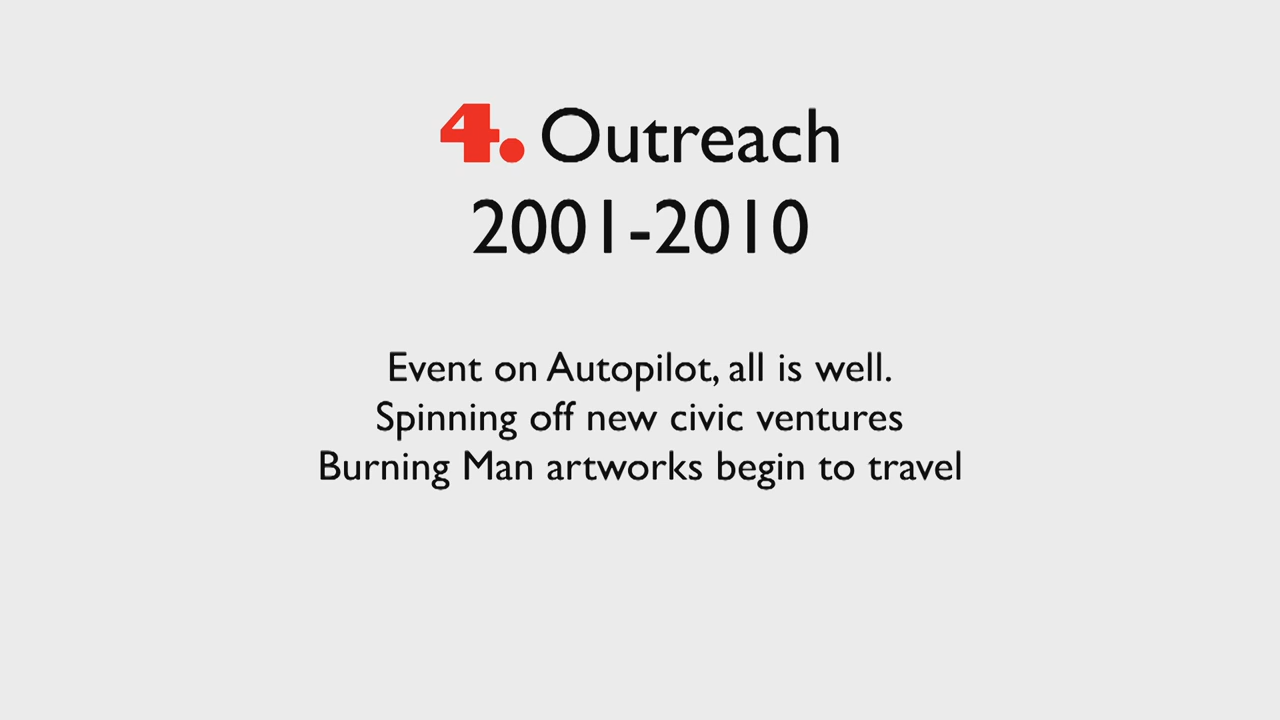 4. Outreach
2001-2010
Event on Autopilot, all is well.
Spinning off new civic ventures
Burning Man artworks begin to travel